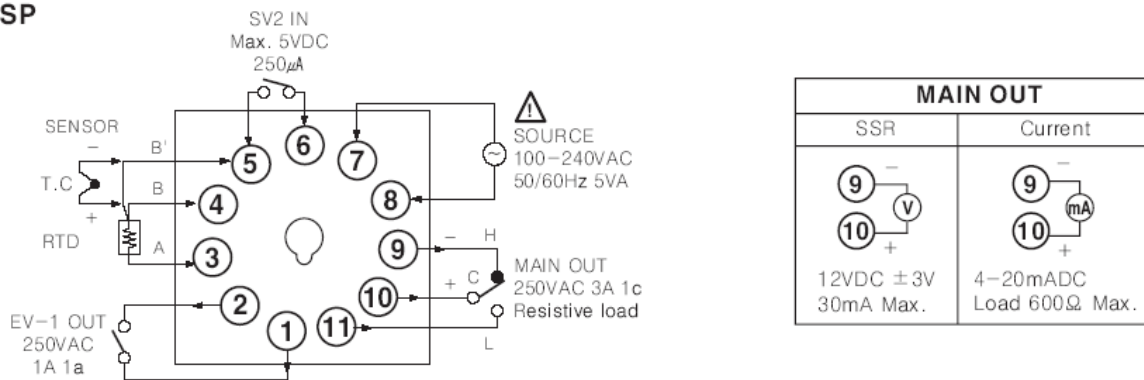 SP
SV2 IN
Max. 5VDC
250μA
SENSOR
−
T.C
+
RTD
B'
B
A
5
6
7
4
8
3
9
2
10
1
11
SOURCE
100−240VAC
50/60Hz 5VA
−
H
+
C
MAIN OUT
250VAC 3A 1c
Resistive load
L
EV−1 OUT
250VAC
1A 1a
MAIN OUT
SSR
Current
9
−
V
10
+
12VDC ±3V
30mA Max.
9
−
mA
10
+
4−20mADC
Load 600Ω Max.